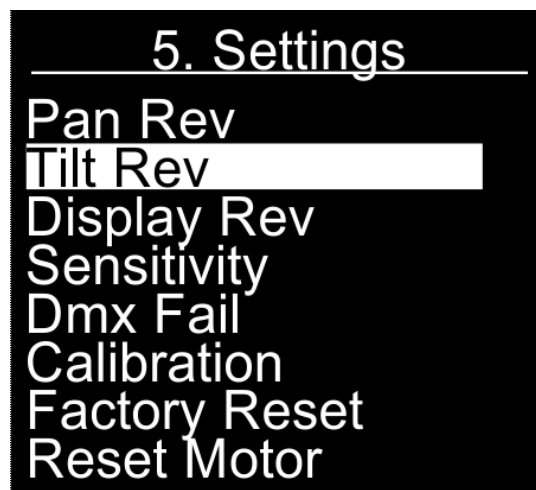 5. Settings
Pan Rev
Tilt Rev
Display Rev
Sensitivity
Dmx Fail
Calibration
Factory Reset
Reset Motor